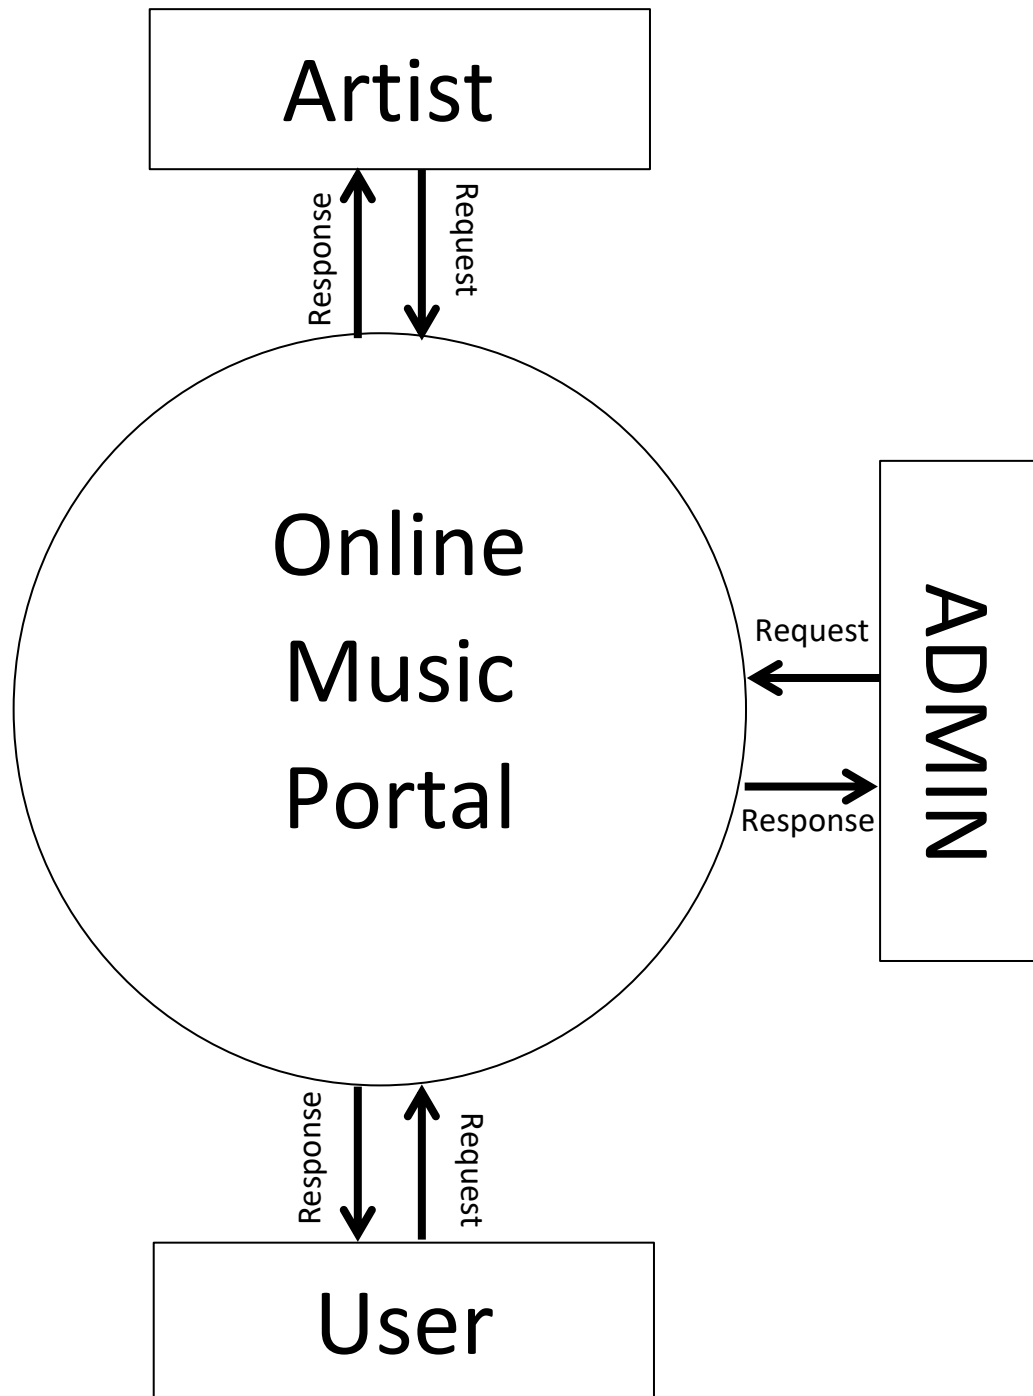 Artist
Response
Request
Online
Music
Portal
Request
Response
ADMIN
Response
Request
User